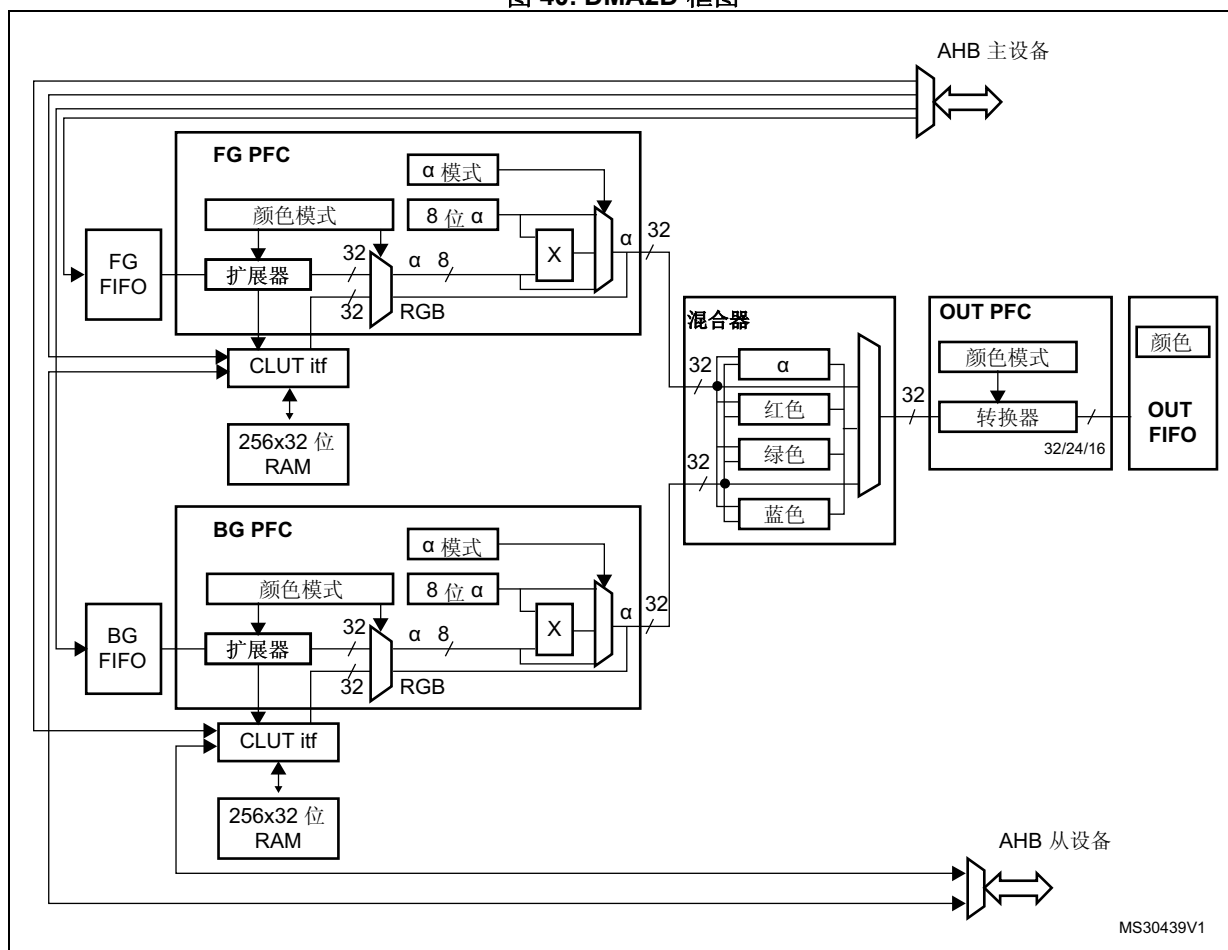 AHB 主设备
FG PFC
α 模式
颜色模式
8 位 α
FG
FIFO
扩展器
32
α 8
X
α
32
32
RGB
CLUT itf
256x32 位
RAM
混合器
32
α
红色
绿色
32
蓝色
32
OUT PFC
颜色模式
转换器
32/24/16
颜色
OUT
FIFO
BG PFC
α 模式
颜色模式
8 位 α
BG
FIFO
扩展器
32
α 8
X
α
32
32
RGB
CLUT itf
256x32 位
RAM
AHB 从设备
MS30439V1